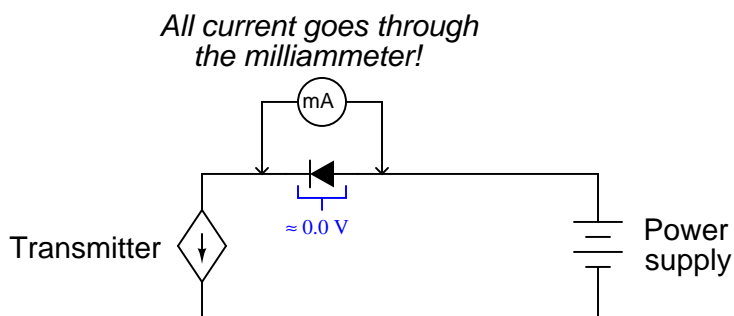 All current goes through
the milliammeter!
mA
≈ 0.0 V
Transmitter
Power
supply